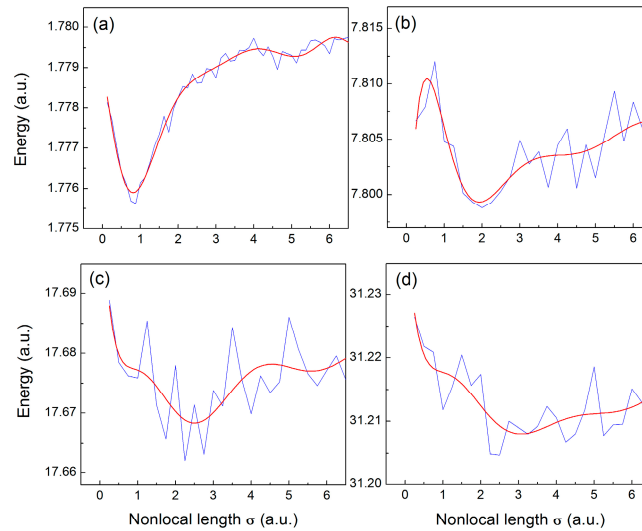 (a)
(b)
Energy (a.u.)
1.780
1.779
1.778
1.777
1.776
1.775
7.815
7.810
7.805
7.800
0 1 2 3 4 5 6
0 1 2 3 4 5 6
(c)
(d)
Energy (a.u.)
17.69
17.68
17.67
17.66
31.23
31.22
31.21
31.20
0 1 2 3 4 5 6
0 1 2 3 4 5 6
Nonlocal length σ (a.u.)
Nonlocal length σ (a.u.)